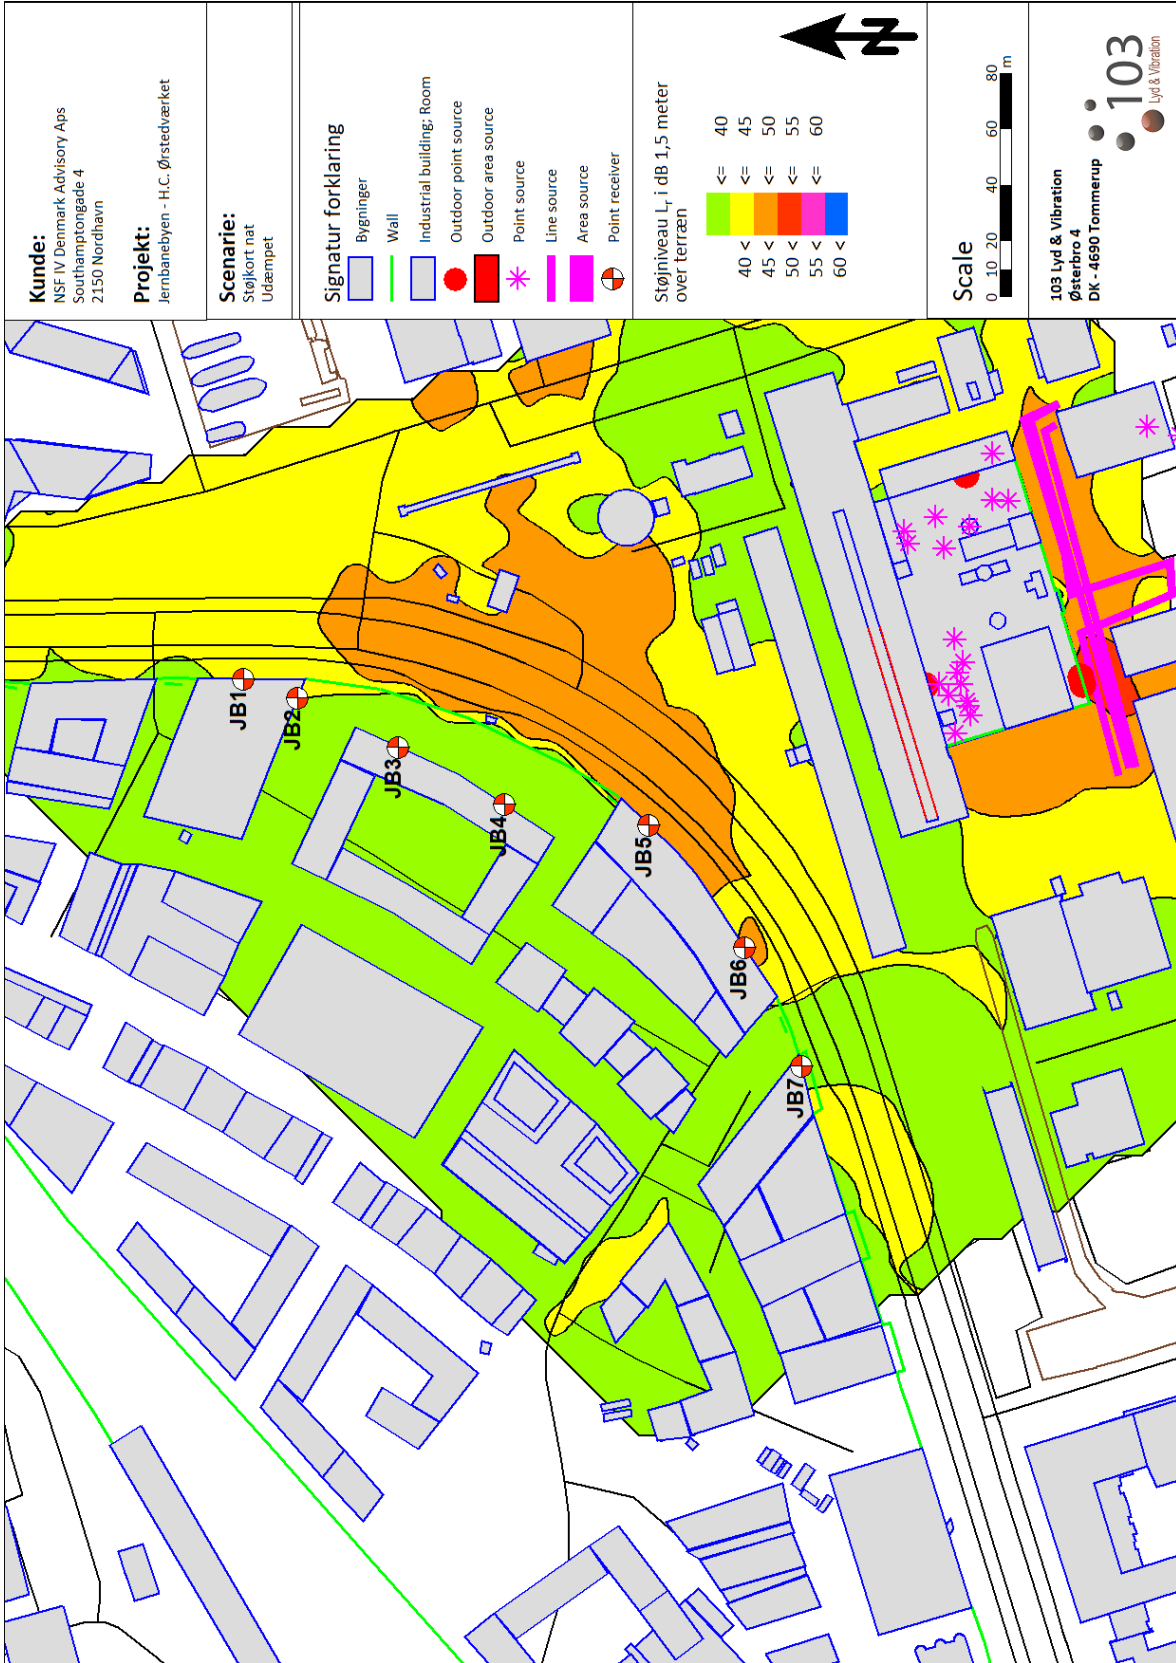 Kunde:
NSF IV Denmark Advisory Aps
Southamptongade 4
2150 Nordhavn
Projekt:
Jernbanebyen - H.C. Ørstedværket
Scenarie:
Støjkort nat
Udæmpet
Signatur forklaring
Bygninger
Wall
Industrial building; Room
Outdoor point source
Outdoor area source
Point source
Line source
Area source
Point receiver
Støjniveau Lr i dB 1,5 meter
over terræn
<= 40
40 < <= 45
45 < <= 50
50 < <= 55
55 < <= 60
60 <
N
Scale
0 10 20 40 60 80
m
103 Lyd & Vibration
Østerbro 4
DK - 4690 Tommerup
103
Lyd & Vibration
JB1
JB2
JB3
JB4
JB5
JB6
JB7